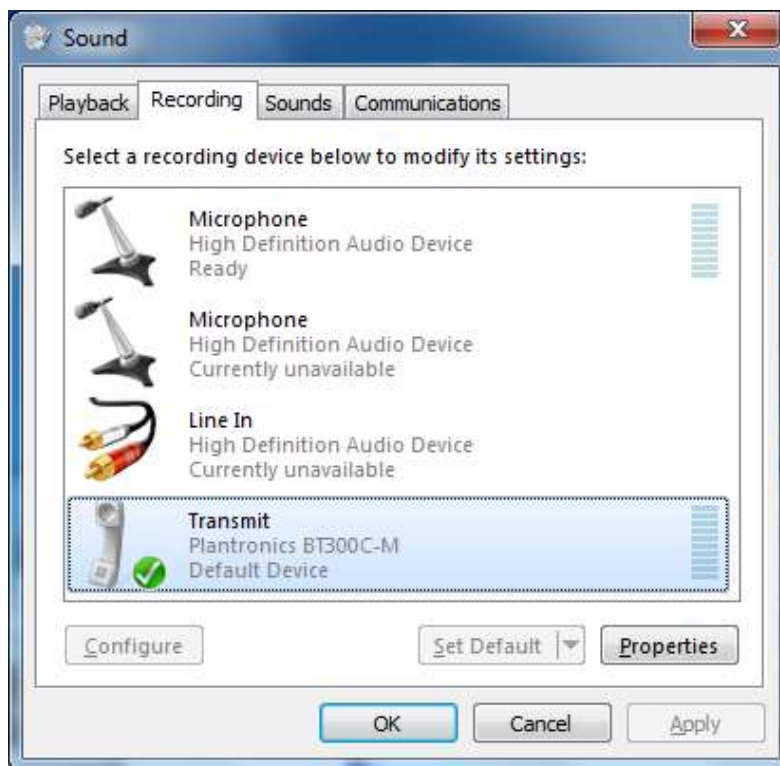 Sound
Playback Recording Sounds Communications
Select a recording device below to modify its settings:
Microphone
High Definition Audio Device
Ready
Microphone
High Definition Audio Device
Currently unavailable
Line In
High Definition Audio Device
Currently unavailable
Transmit
Plantronics BT300C-M
Default Device
Configure Set Default Properties
OK Cancel Apply